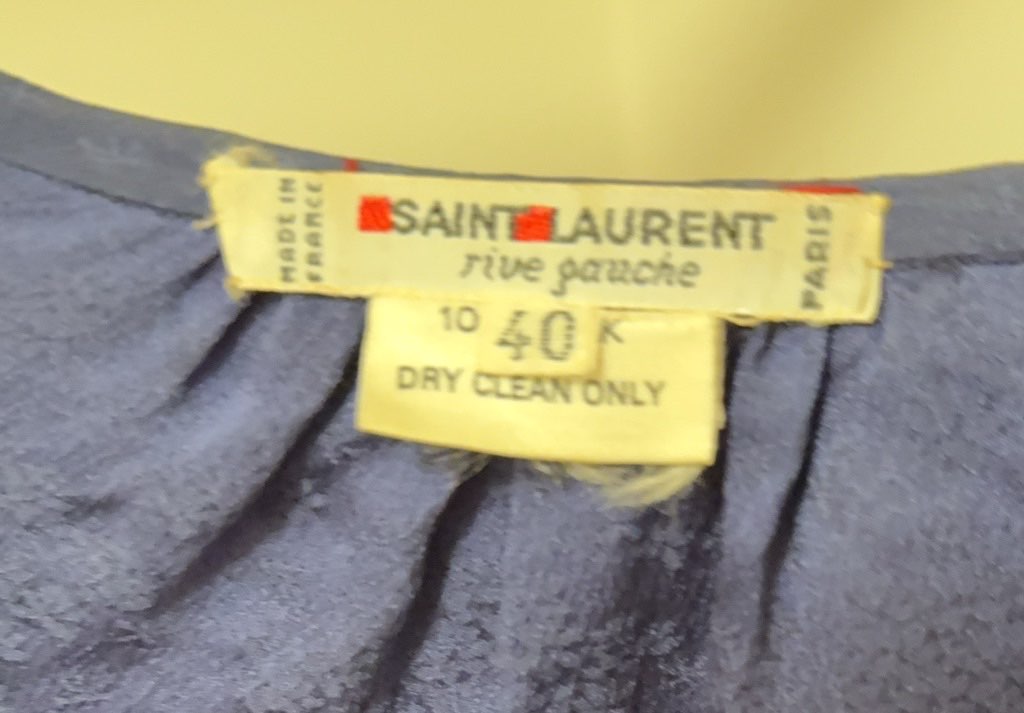 MADE IN
FRANCE
SAINT LAURENT
rive gauche
PARIS
10 40 K
DRY CLEAN ONLY